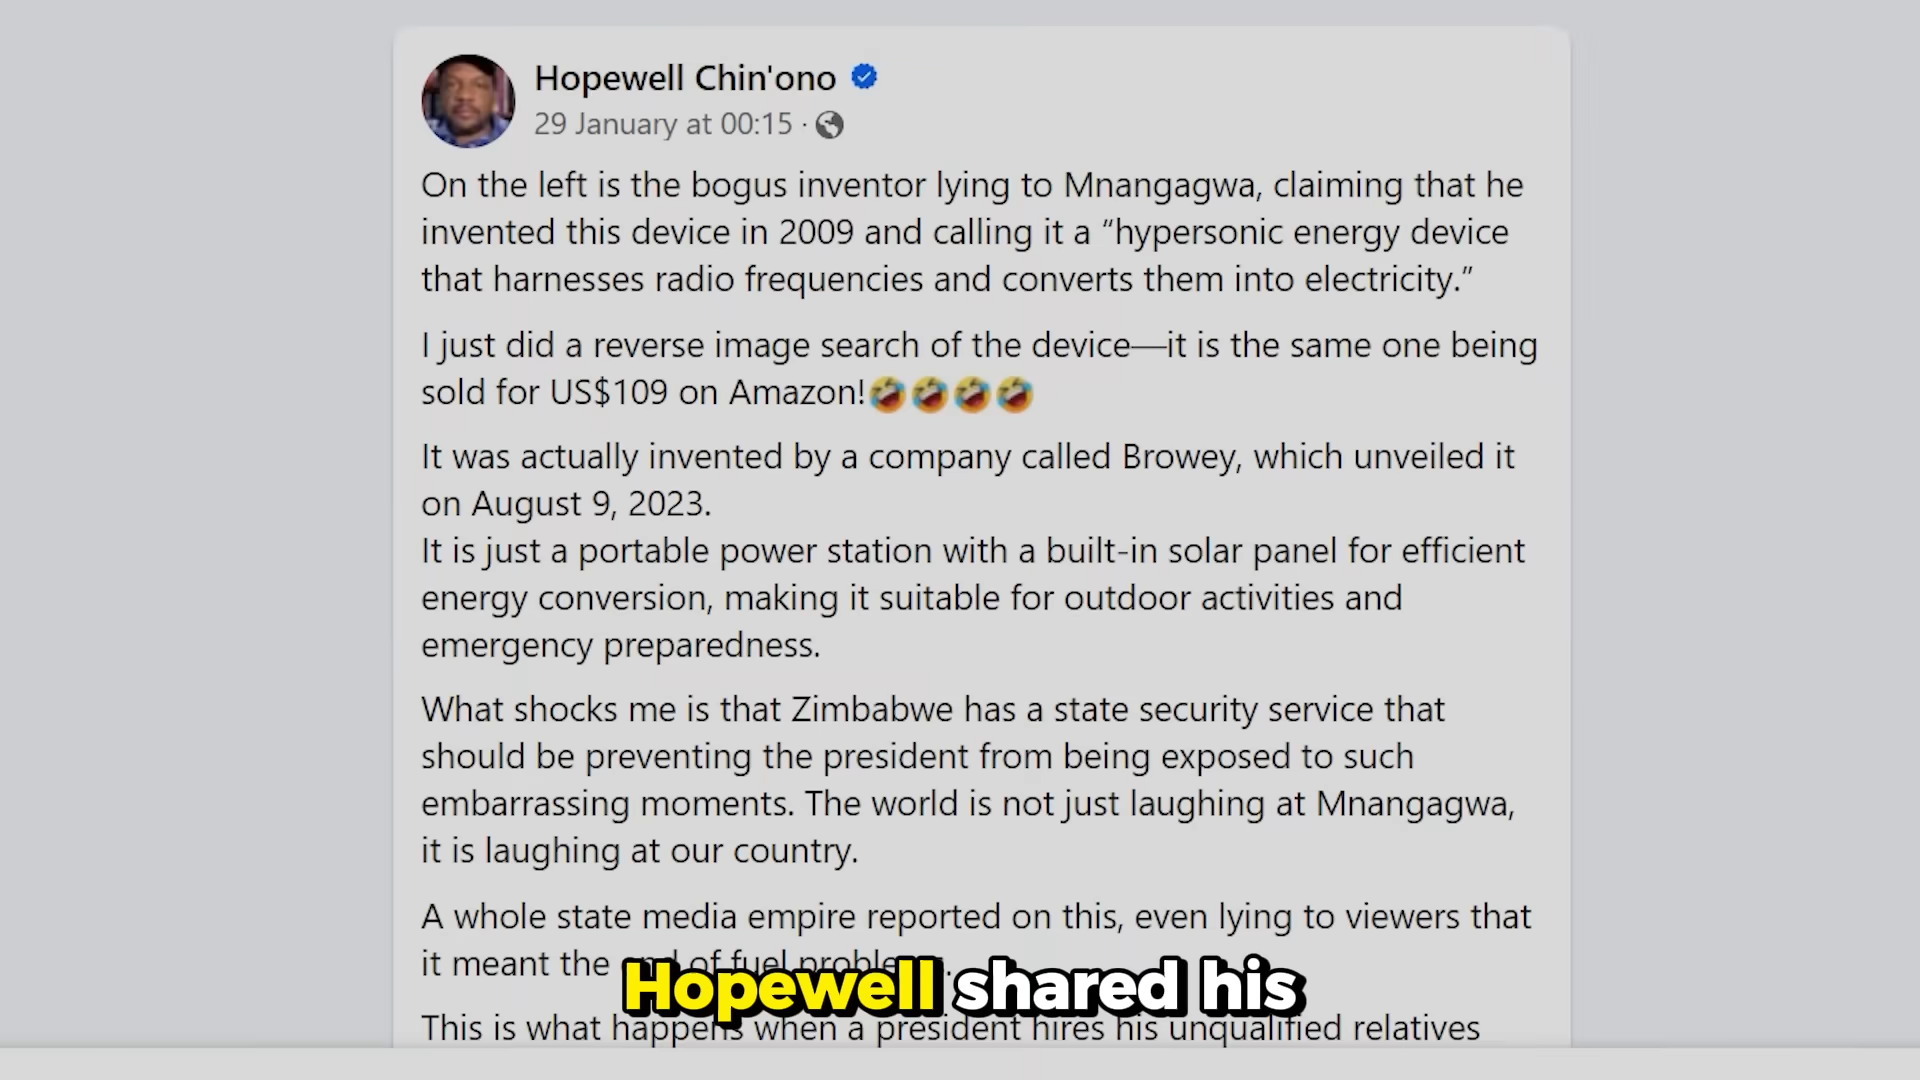 Hopewell Chin'ono
29 January at 00:15 ·
On the left is the bogus inventor lying to Mnangagwa, claiming that he
invented this device in 2009 and calling it a “hypersonic energy device
that harnesses radio frequencies and converts them into electricity.”
I just did a reverse image search of the device—it is the same one being
sold for US$109 on Amazon!🤣🤣🤣🤣
It was actually invented by a company called Browey, which unveiled it
on August 9, 2023.
It is just a portable power station with a built-in solar panel for efficient
energy conversion, making it suitable for outdoor activities and
emergency preparedness.
What shocks me is that Zimbabwe has a state security service that
should be preventing the president from being exposed to such
embarrassing moments. The world is not just laughing at Mnangagwa,
it is laughing at our country.
A whole state media empire reported on this, even lying to viewers that
it meant the end of fuel problems.
Hopewell shared his
This is what happens when a president hires his unqualified relatives